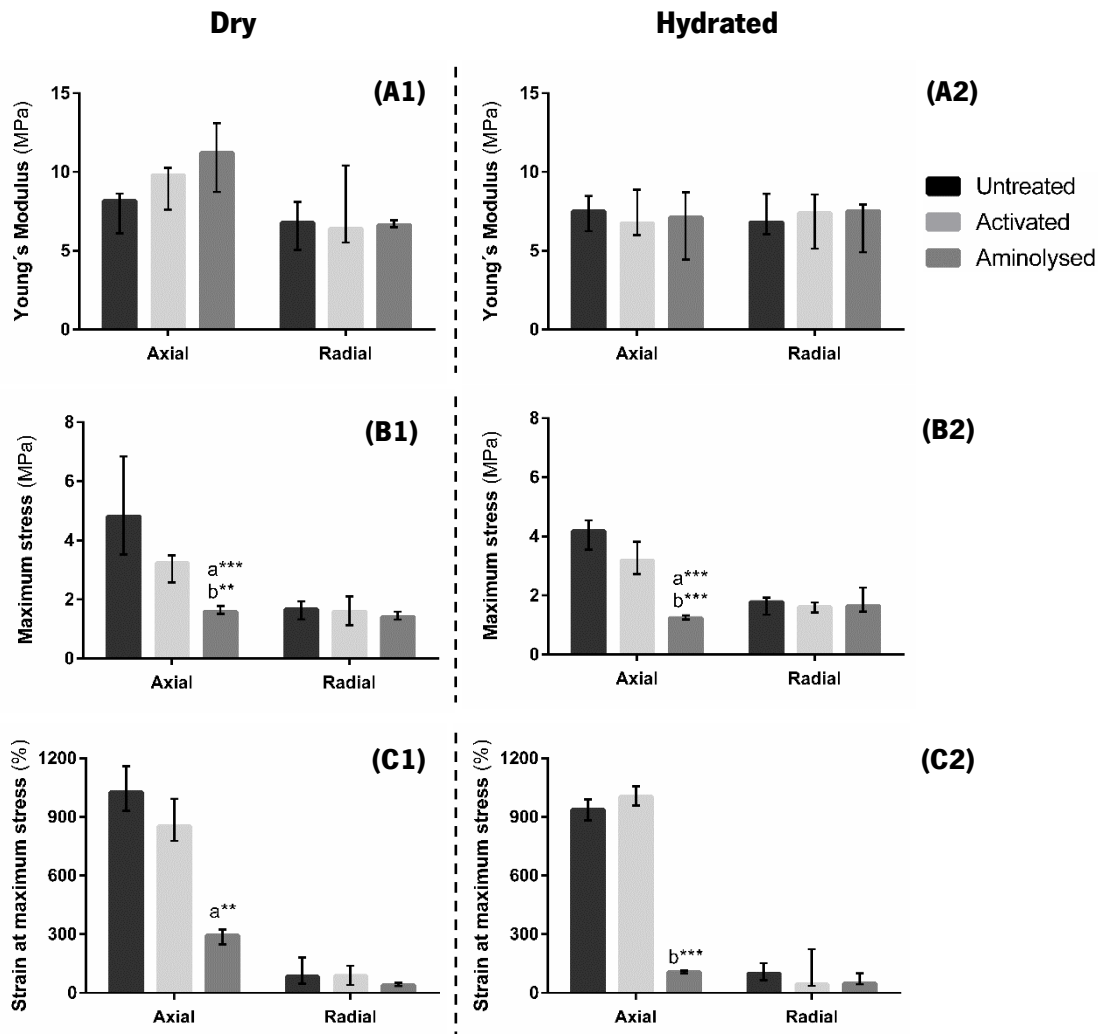 Dry
Hydrated
(A1)
Young´s Modulus (MPa)
15
10
5
0
Axial
Radial
(A2)
Young´s Modulus (MPa)
15
10
5
0
Axial
Radial
Untreated
Activated
Aminolysed
(B1)
Maximum stress (MPa)
8
6
4
2
0
a***
b**
Axial
Radial
(B2)
Maximum stress (MPa)
8
6
4
2
0
a***
b***
Axial
Radial
(C1)
Strain at maximum stress (%)
1200
900
600
300
0
a**
Axial
Radial
(C2)
Strain at maximum stress (%)
1200
900
600
300
0
b***
Axial
Radial